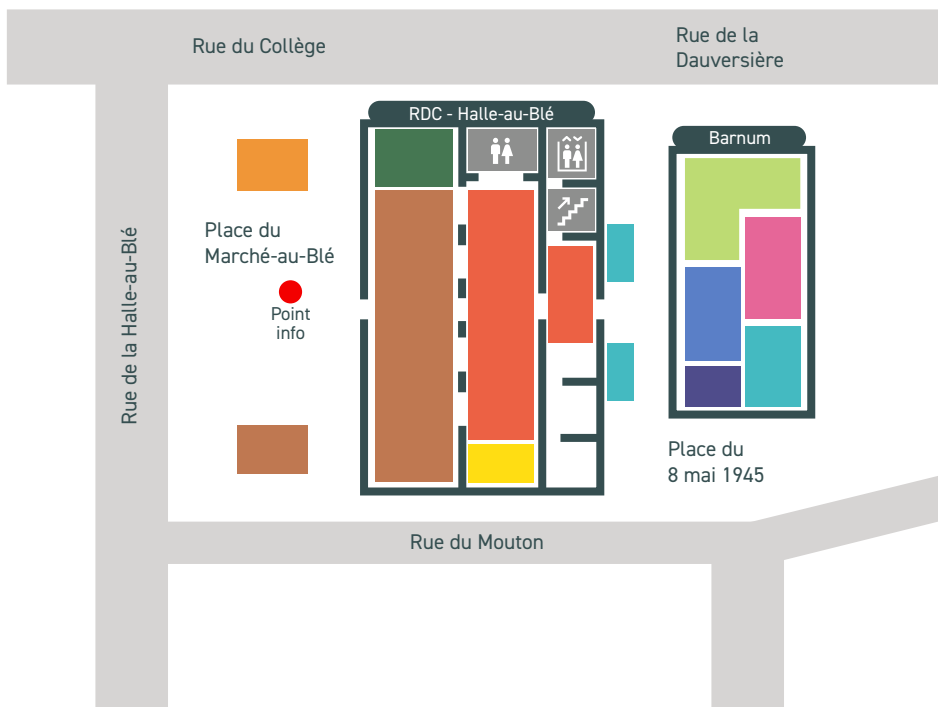 Rue du Collège
Rue de la
Dauversière
RDC - Halle-au-Blé
Barnum
Place du
Marché-au-Blé
Point
info
Rue de la Halle-au-Blé
Place du
8 mai 1945
Rue du Mouton